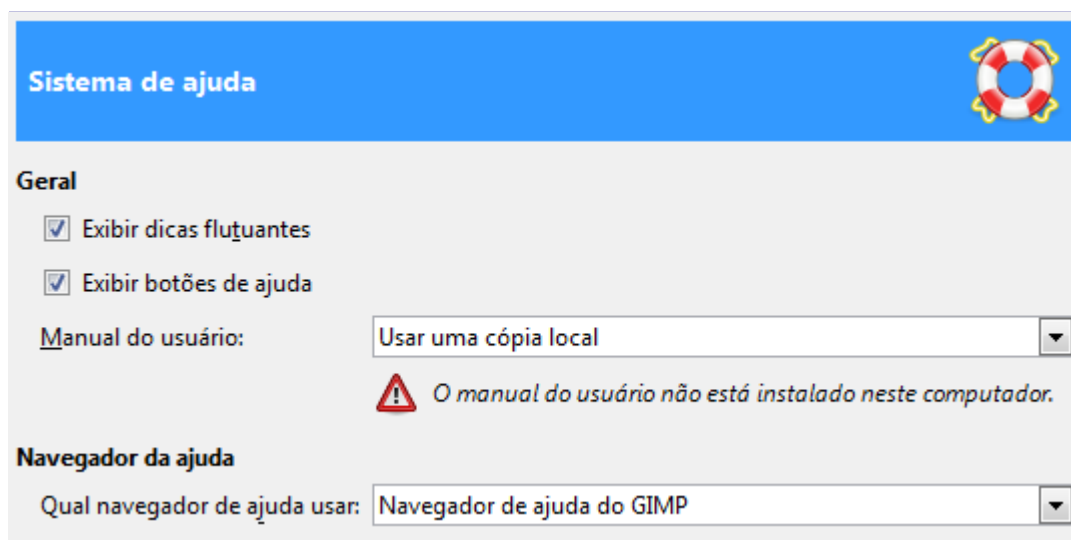 Sistema de ajuda
Geral
Exibir dicas flutuantes
Exibir botões de ajuda
Manual do usuário: Usar uma cópia local
O manual do usuário não está instalado neste computador.
Navegador da ajuda
Qual navegador de ajuda usar: Navegador de ajuda do GIMP